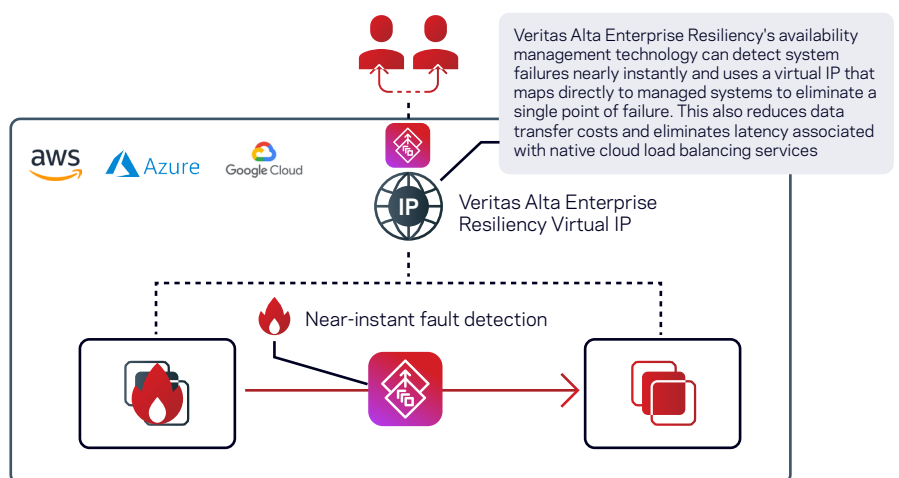 Veritas Alta Enterprise Resiliency's availability
management technology can detect system
failures nearly instantly and uses a virtual IP that
maps directly to managed systems to eliminate a
single point of failure. This also reduces data
transfer costs and eliminates latency associated
with native cloud load balancing services
aws
Azure
Google Cloud
IP
Veritas Alta Enterprise
Resiliency Virtual IP
Near-instant fault detection